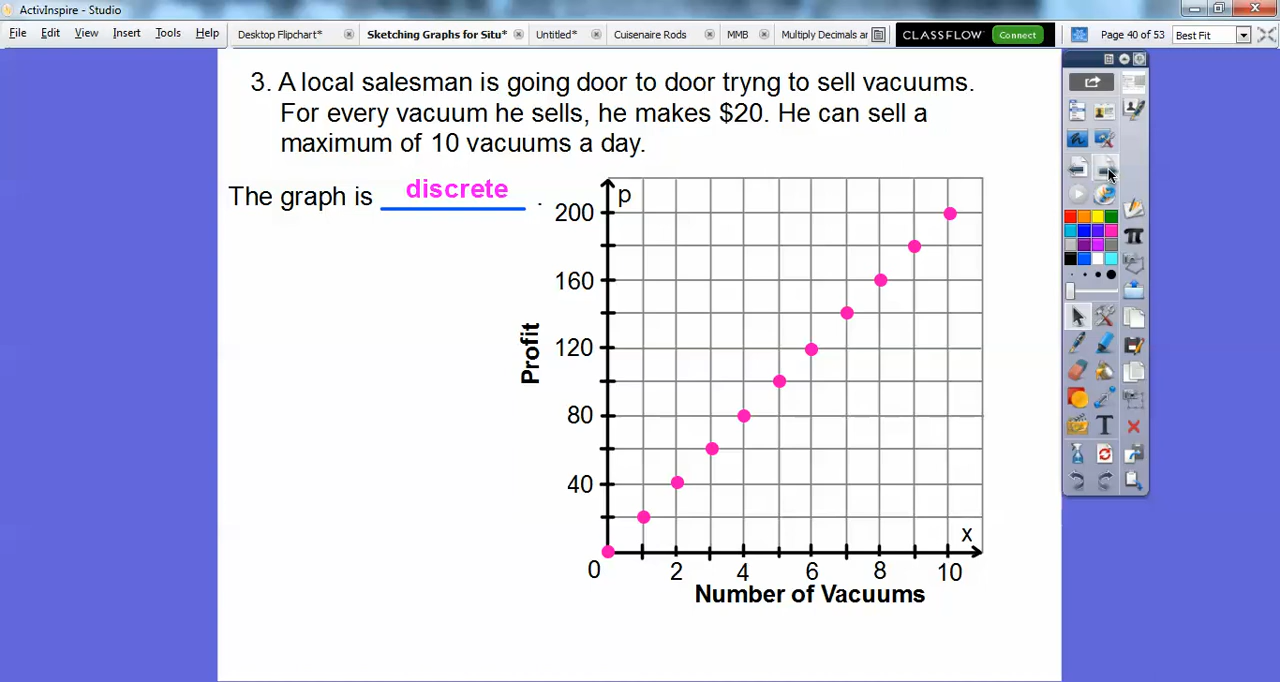 ActivInspire - Studio
File Edit View Insert Tools Help Desktop Flipchart* Sketching Graphs for Situ* Untitled* Cuisenaire Rods MMB Multiply Decimals ar CLASSFLOW Connect Page 40 of 53 Best Fit
3. A local salesman is going door to door tryng to sell vacuums.
For every vacuum he sells, he makes $20. He can sell a
maximum of 10 vacuums a day.
The graph is discrete .
p
200
160
120
80
40
Profit
x
0 2 4 6 8 10
Number of Vacuums